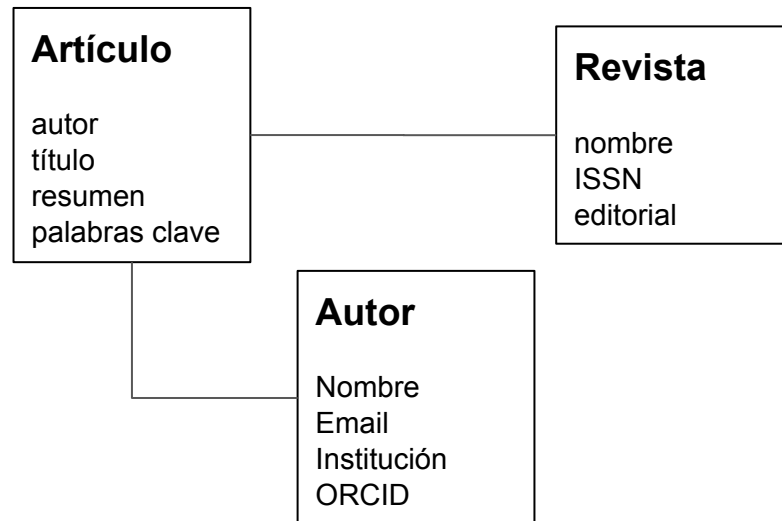 Artículo
autor
título
resumen
palabras clave
Revista
nombre
ISSN
editorial
Autor
Nombre
Email
Institución
ORCID